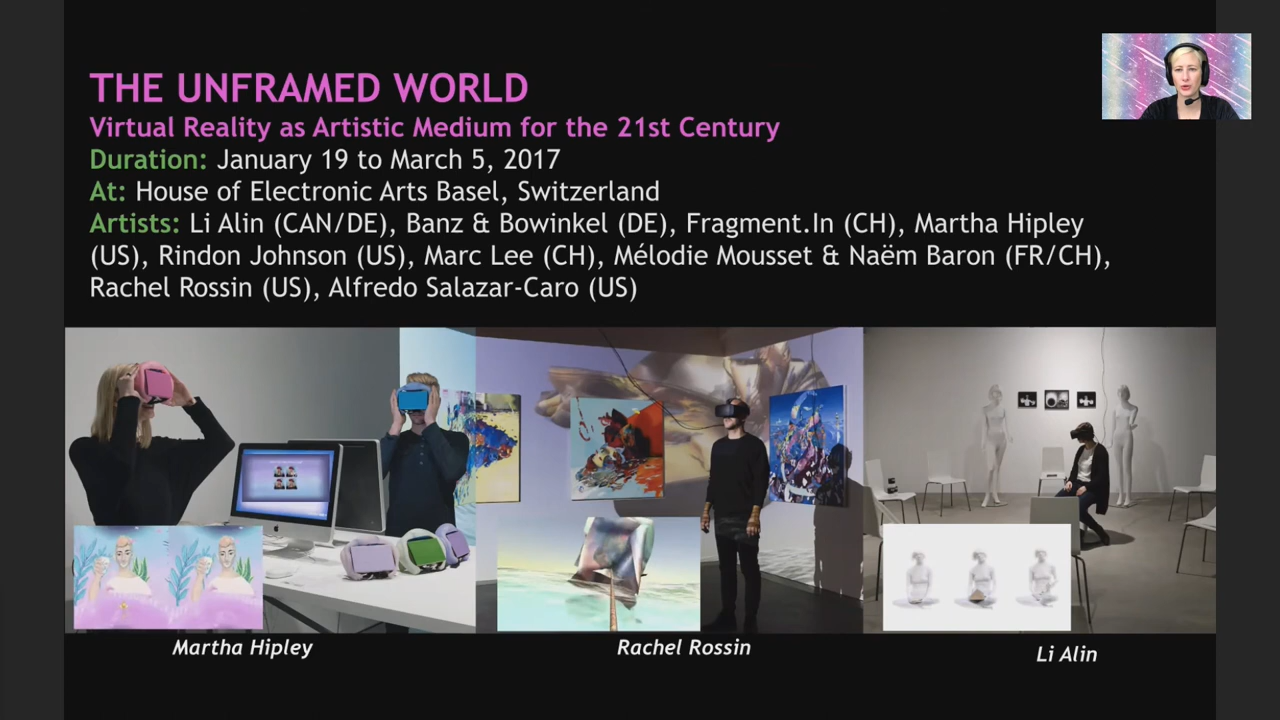 THE UNFRAMED WORLD
Virtual Reality as Artistic Medium for the 21st Century
Duration: January 19 to March 5, 2017
At: House of Electronic Arts Basel, Switzerland
Artists: Li Alin (CAN/DE), Banz & Bowinkel (DE), Fragment.In (CH), Martha Hipley
(US), Rindon Johnson (US), Marc Lee (CH), Mélodie Mousset & Naëm Baron (FR/CH),
Rachel Rossin (US), Alfredo Salazar-Caro (US)
Martha Hipley
Rachel Rossin
Li Alin